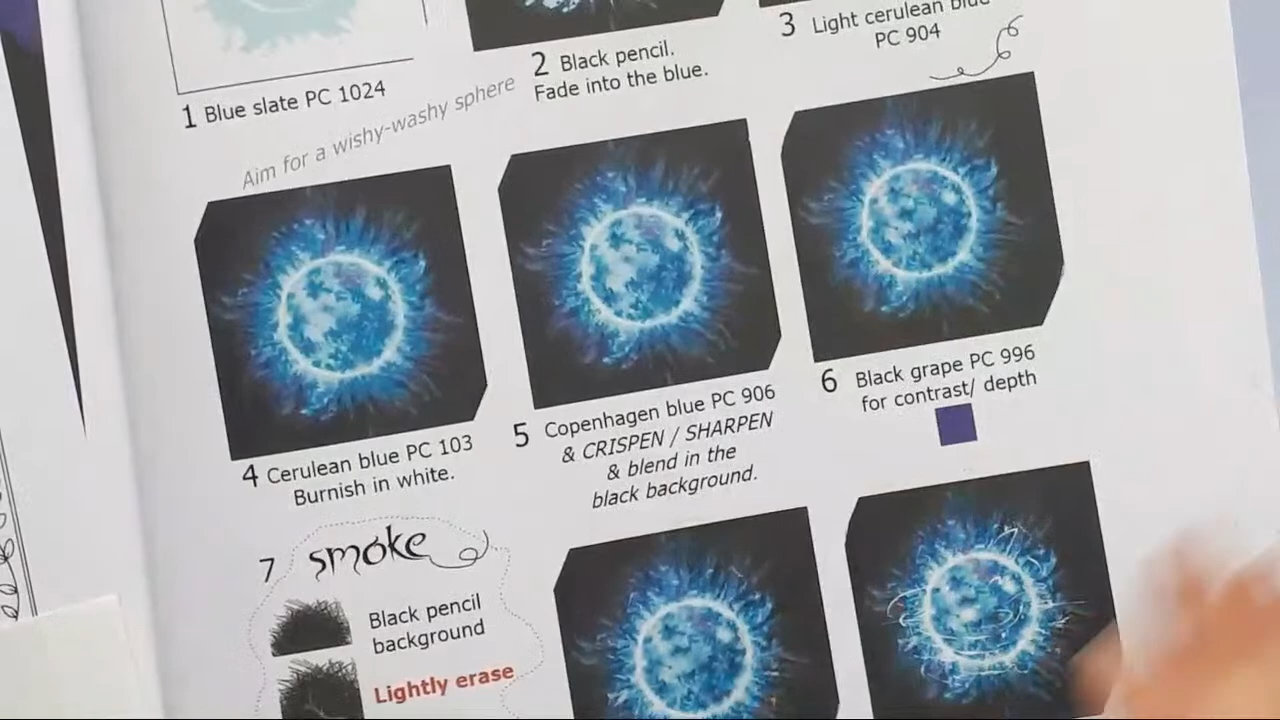 1 Blue slate PC 1024
2 Black pencil.
Fade into the blue.
3 Light cerulean blue
PC 904
Aim for a wishy-washy sphere
4 Cerulean blue PC 103
Burnish in white.
5 Copenhagen blue PC 906
& CRISPEN / SHARPEN
& blend in the
black background.
6 Black grape PC 996
for contrast/ depth
7 smoke
Black pencil
background
Lightly erase